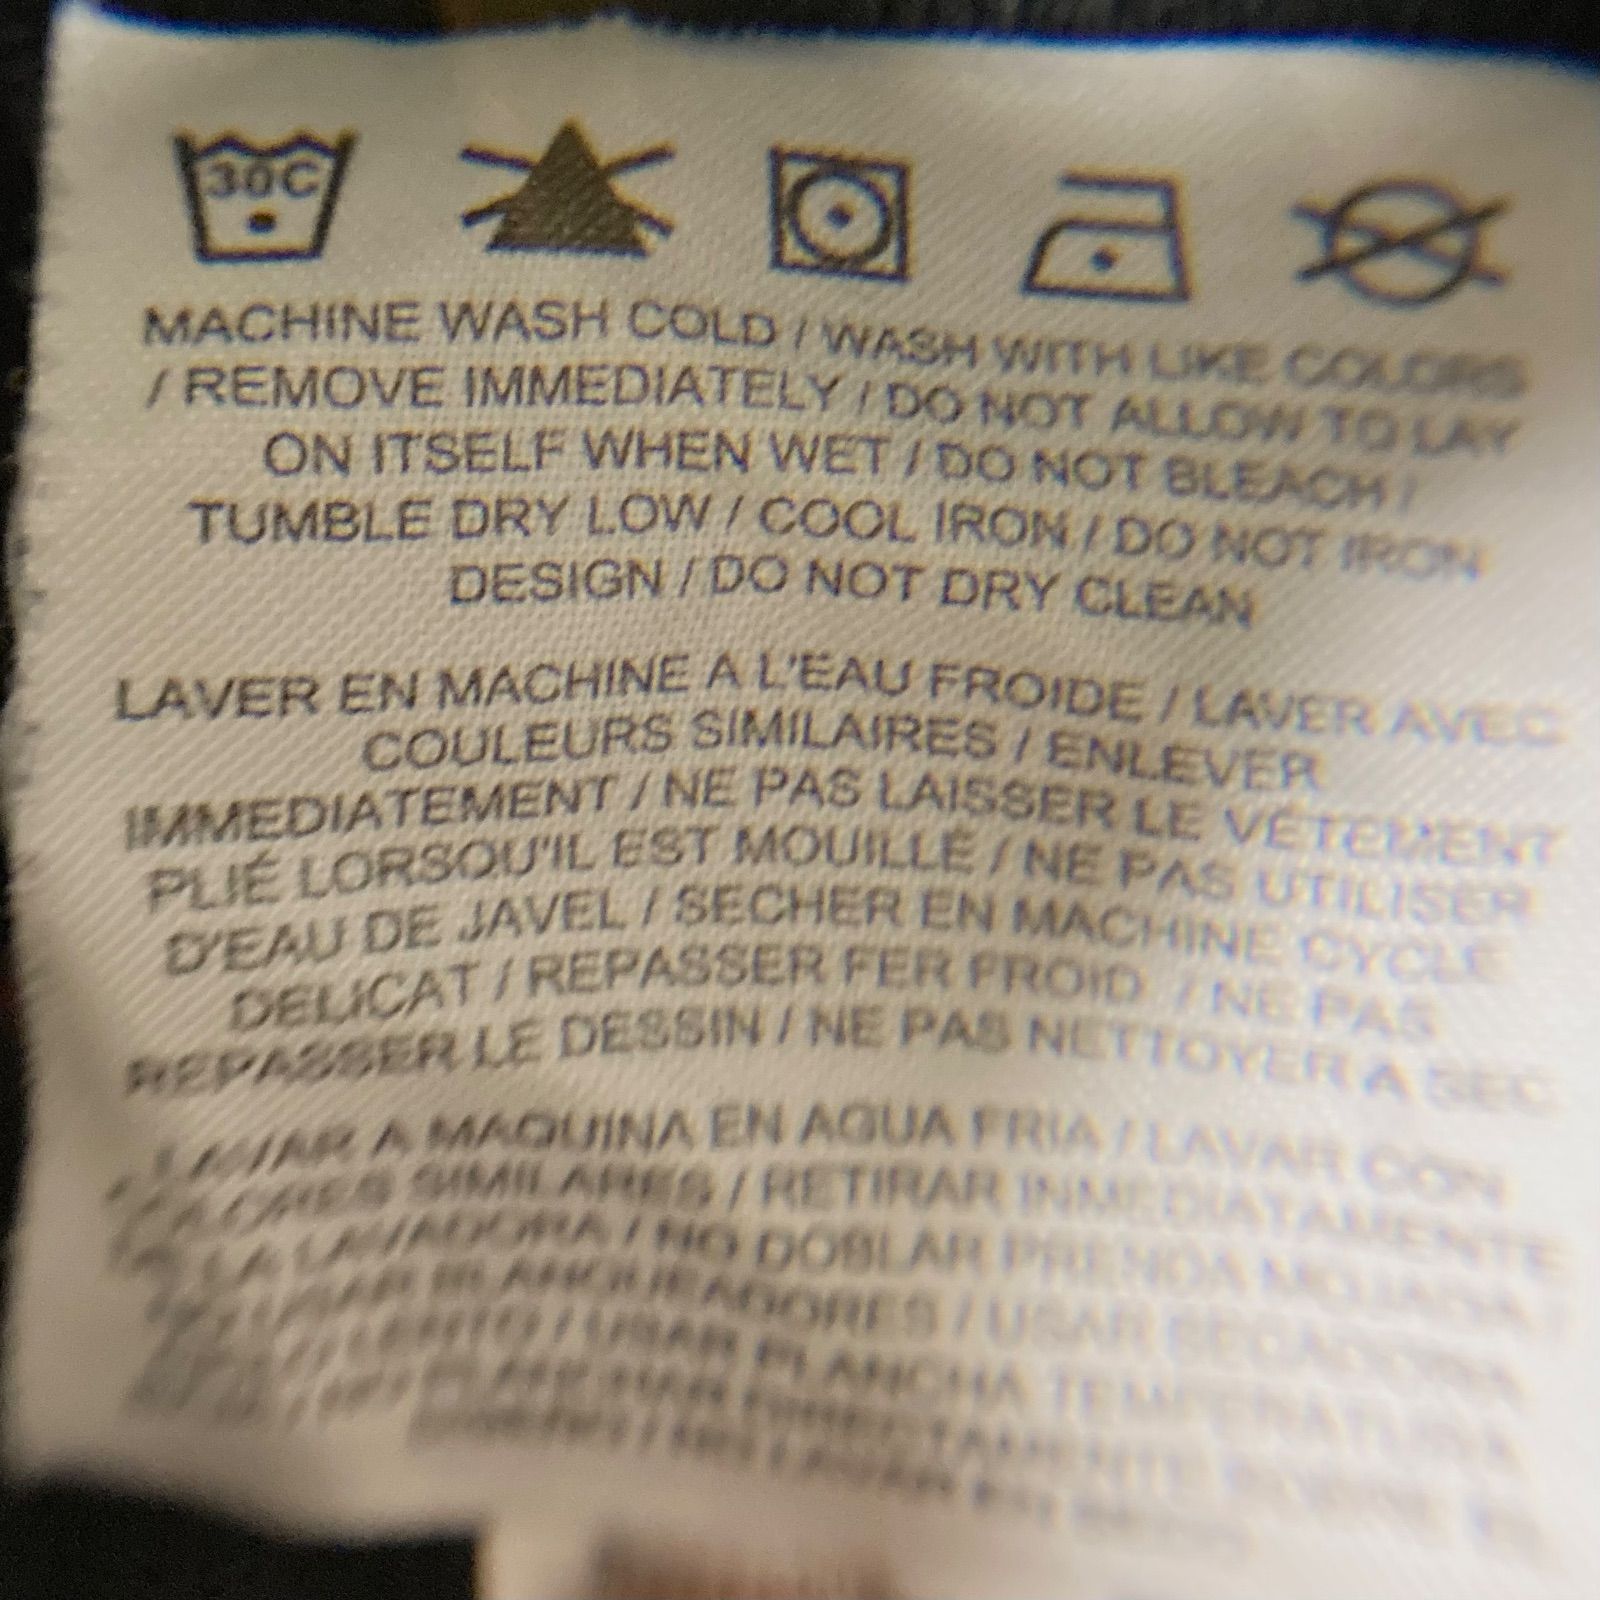 30C
MACHINE WASH COLD / WASH WITH LIKE COLORS
/ REMOVE IMMEDIATELY / DO NOT ALLOW TO LAY
ON ITSELF WHEN WET / DO NOT BLEACH /
TUMBLE DRY LOW / COOL IRON / DO NOT IRON
DESIGN / DO NOT DRY CLEAN
LAVER EN MACHINE A L'EAU FROIDE / LAVER AVEC
COULEURS SIMILAIRES / ENLEVER
IMMEDIATEMENT / NE PAS LAISSER LE VÉTEMENT
PLIÉ LORSQU'IL EST MOUILLÉ / NE PAS UTILISER
D'EAU DE JAVEL / SECHER EN MACHINE CYCLE
DELICAT / REPASSER FER FROID / NE PAS
REPASSER LE DESSIN / NE PAS NETTOYER A SEC
LAVAR A MAQUINA EN AGUA FRIA / LAVAR CON
SIMILARES / RETIRAR INMEDIATAMENTE
LA LAVADORA / NO DOBLAR PRENDA MOJADA /
USAR BLANQUEADORES / USAR SECADORA
LENTO / USAR PLANCHA TEMPERATURA
DIRECTAMENTE